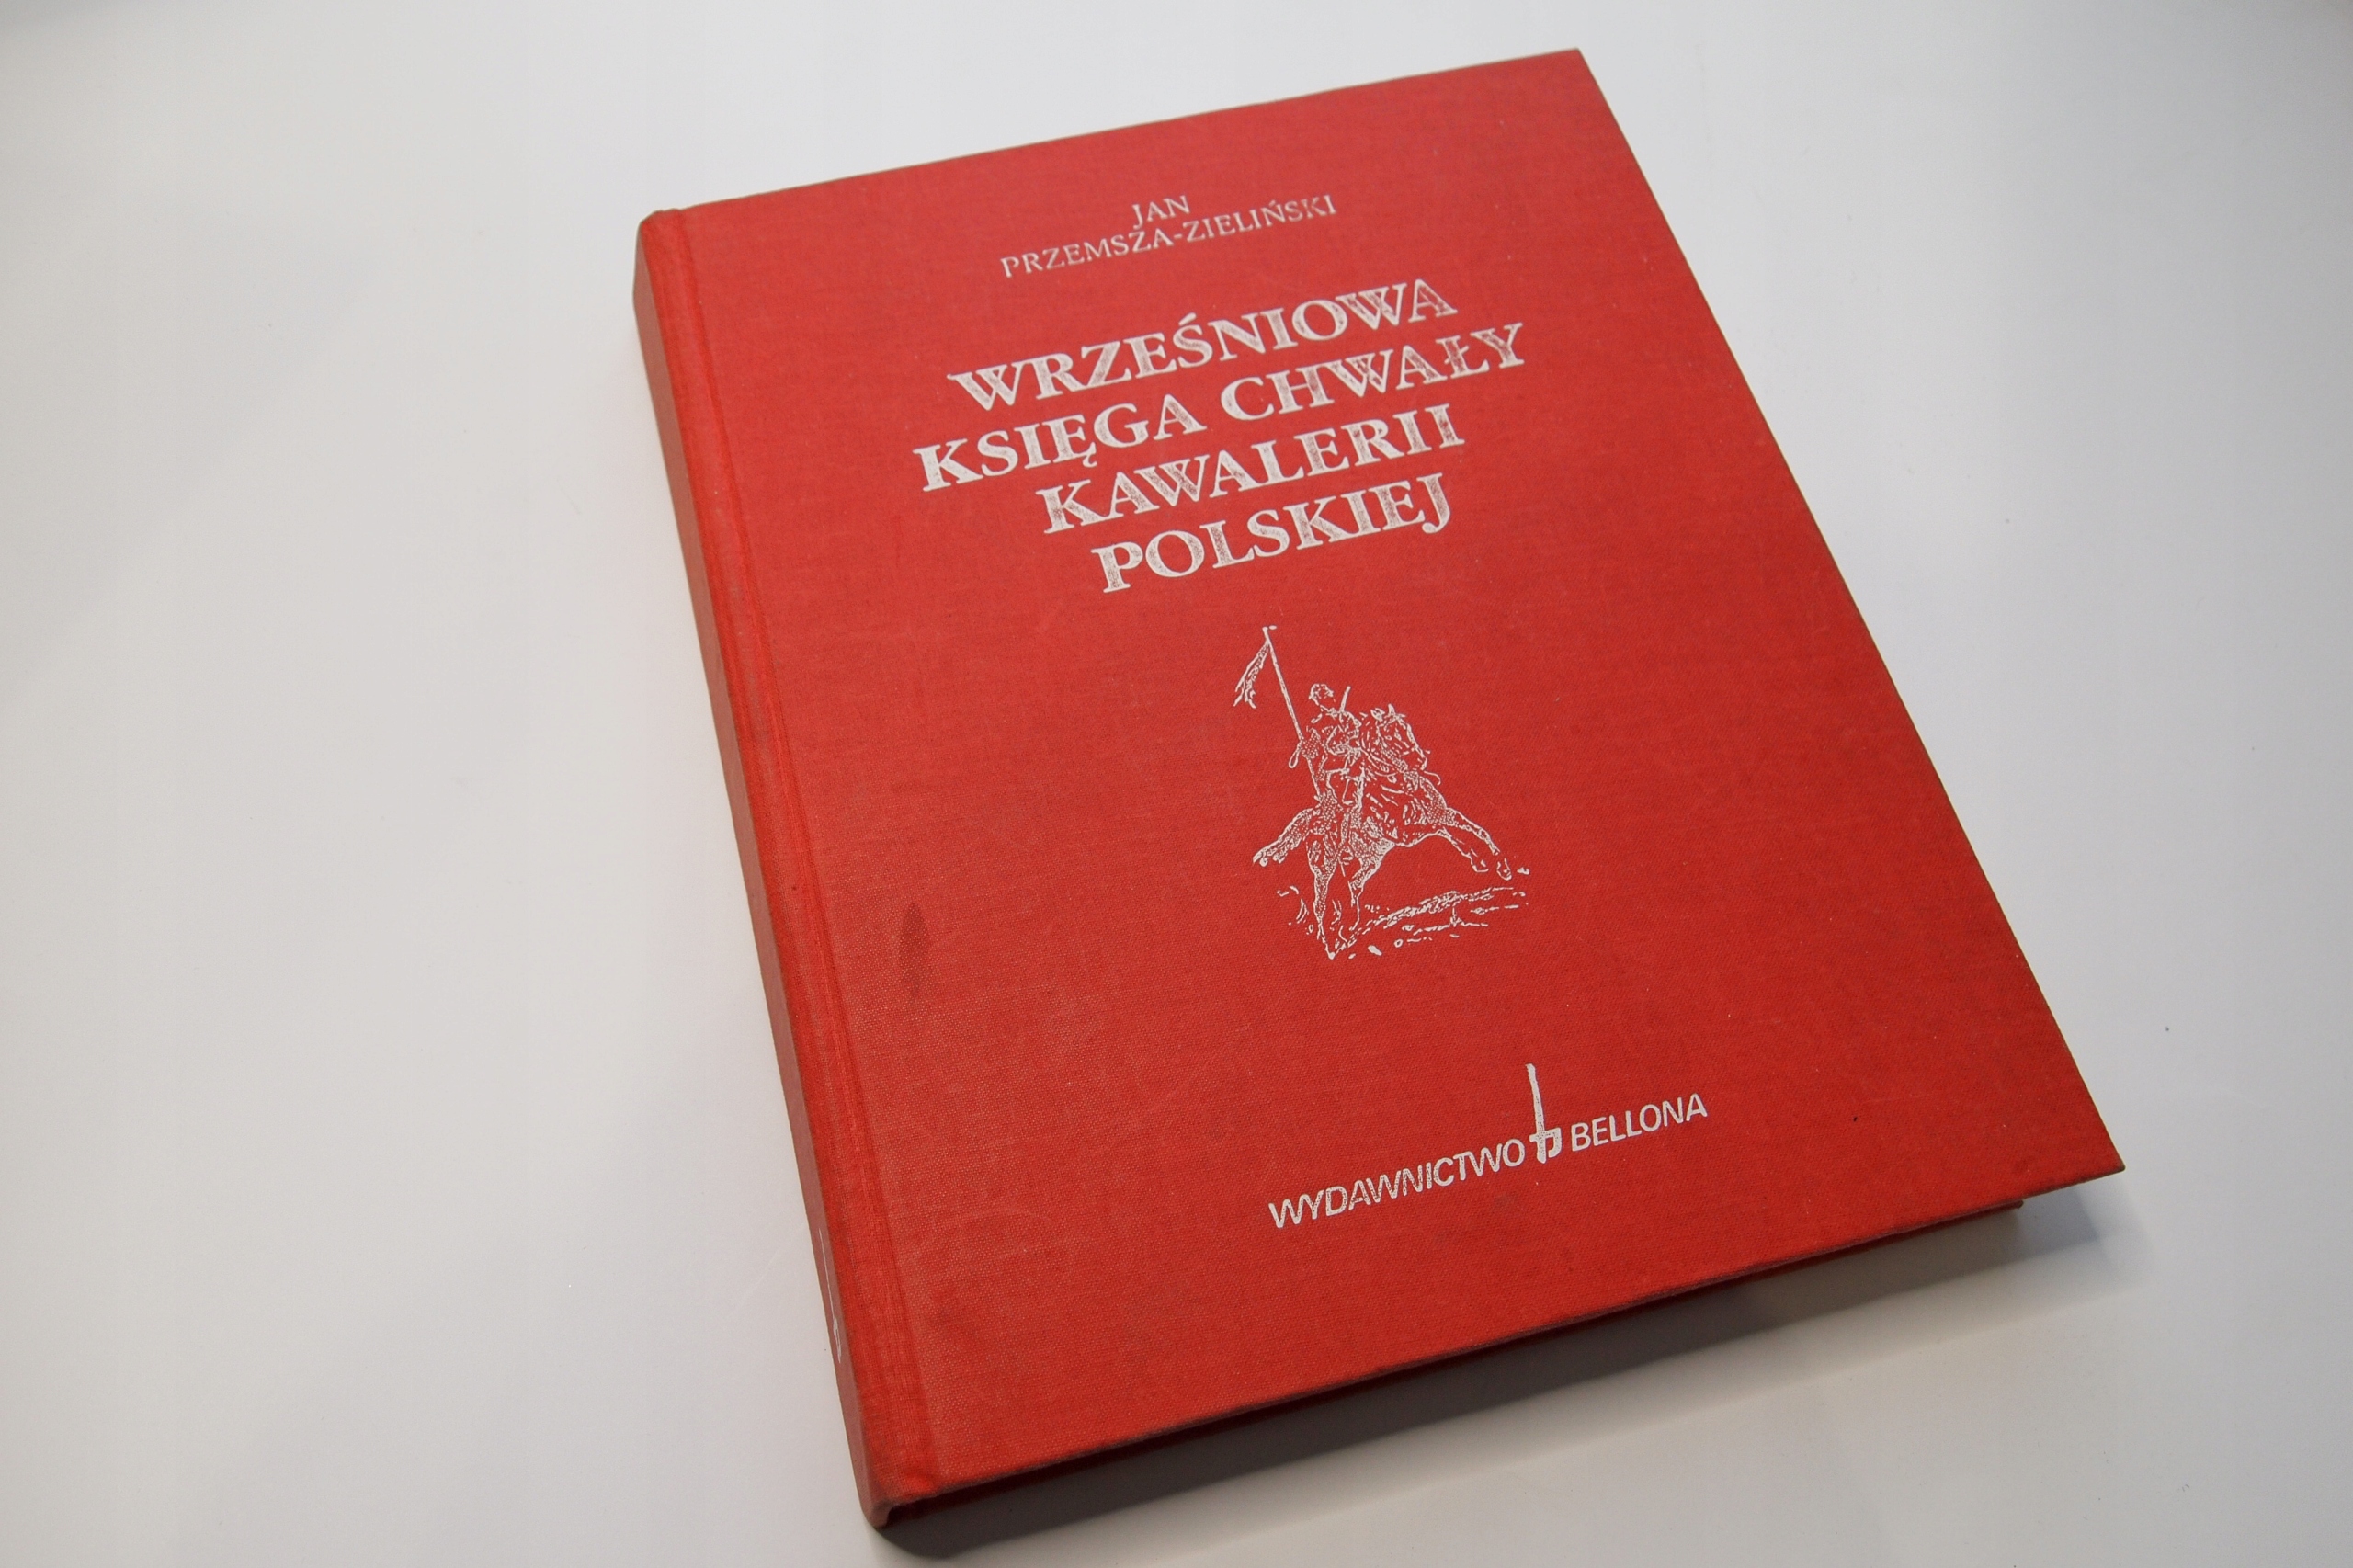 JAN
PRZEMSZA-ZIELIŃSKI
WRZEŚNIOWA
KSIĘGA CHWAŁY
KAWALERII
POLSKIEJ
WYDAWNICTWO BELLONA